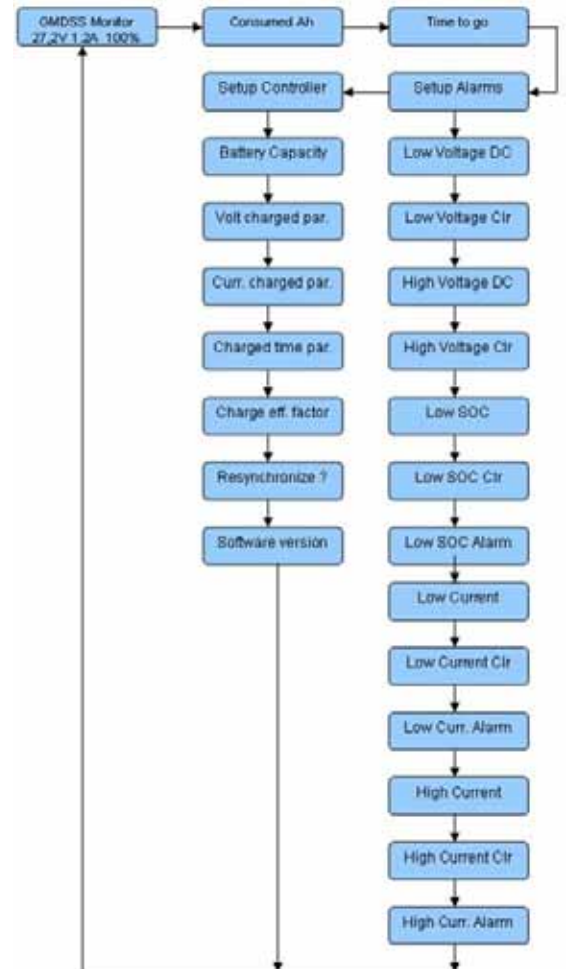 GMDSS Monitor
27,2V 1,2A 100%
Consumed Ah
Time to go
Setup Controller
Setup Alarms
Battery Capacity
Low Voltage DC
Volt charged par.
Low Voltage Clr
Curr. charged par.
High Voltage DC
Charged time par.
High Voltage Clr
Charge eff. factor
Low SOC
Resynchronize ?
Low SOC Clr
Software version
Low SOC Alarm
Low Current
Low Current Clr
Low Curr. Alarm
High Current
High Current Clr
High Curr. Alarm